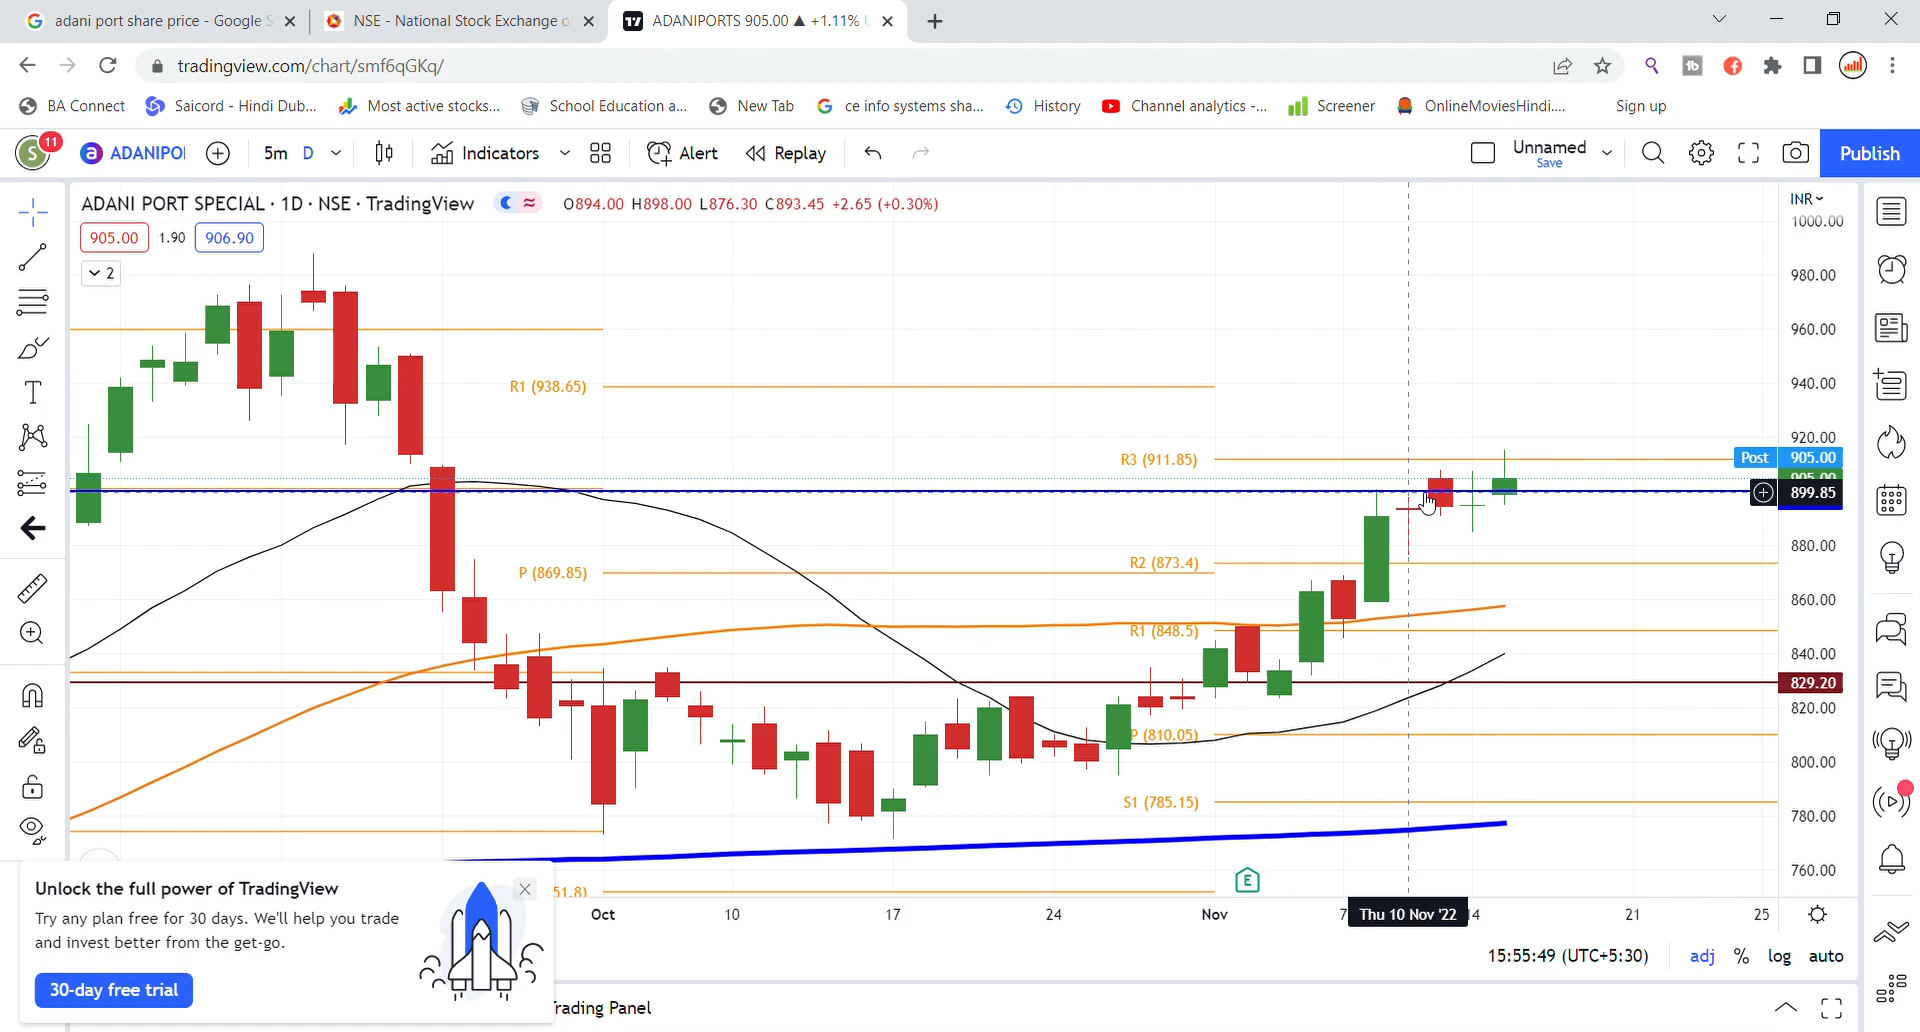 adani port share price - Google S
NSE - National Stock Exchange o
ADANIPORTS 905.00 ▲ +1.11% U
tradingview.com/chart/smf6qGKq/
BA Connect
Saicord - Hindi Dub...
Most active stocks...
School Education a...
New Tab
ce info systems sha...
History
Channel analytics -...
Screener
OnlineMoviesHindi....
Sign up
S
11
ADANIPOI
5m
D
Indicators
Alert
Replay
Unnamed
Save
Publish
ADANI PORT SPECIAL · 1D · NSE · TradingView
O894.00 H898.00 L876.30 C893.45 +2.65 (+0.30%)
905.00
1.90
906.90
2
INR
1000.00
980.00
960.00
940.00
920.00
Post 905.00
905.00
899.85
880.00
860.00
840.00
829.20
820.00
800.00
780.00
760.00
R1 (938.65)
R3 (911.85)
P (869.85)
R2 (873.4)
R1 (848.5)
P (810.05)
S1 (785.15)
51.8)
E
Oct
10
17
24
Nov
7
Thu 10 Nov '22
14
21
25
Unlock the full power of TradingView
Try any plan free for 30 days. We'll help you trade
and invest better from the get-go.
30-day free trial
15:55:49 (UTC+5:30)
adj
%
log
auto
Trading Panel